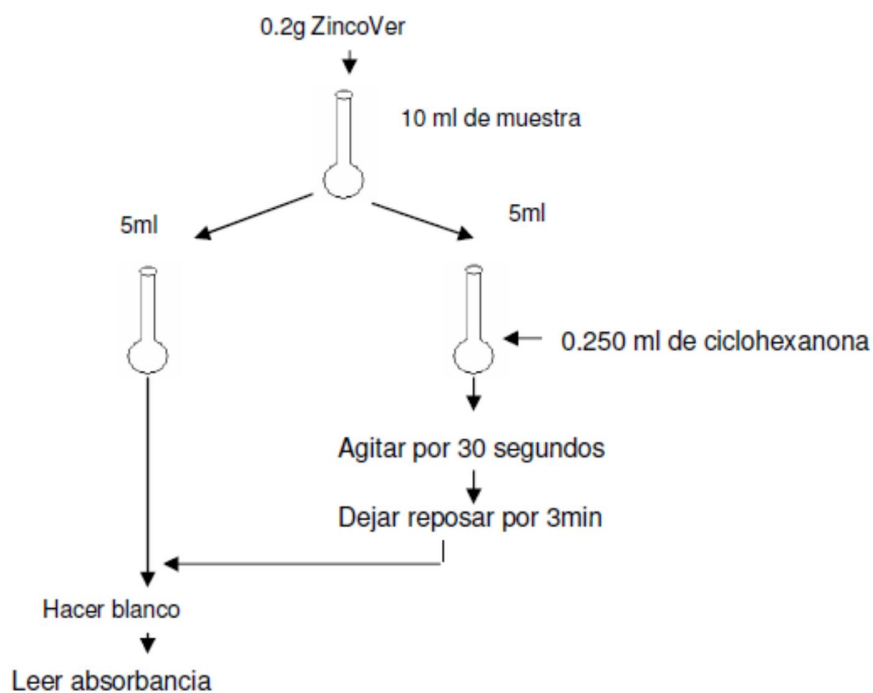 0.2g ZincoVer
10 ml de muestra
5ml
5ml
0.250 ml de ciclohexanona
Agitar por 30 segundos
Dejar reposar por 3min
Hacer blanco
Leer absorbancia